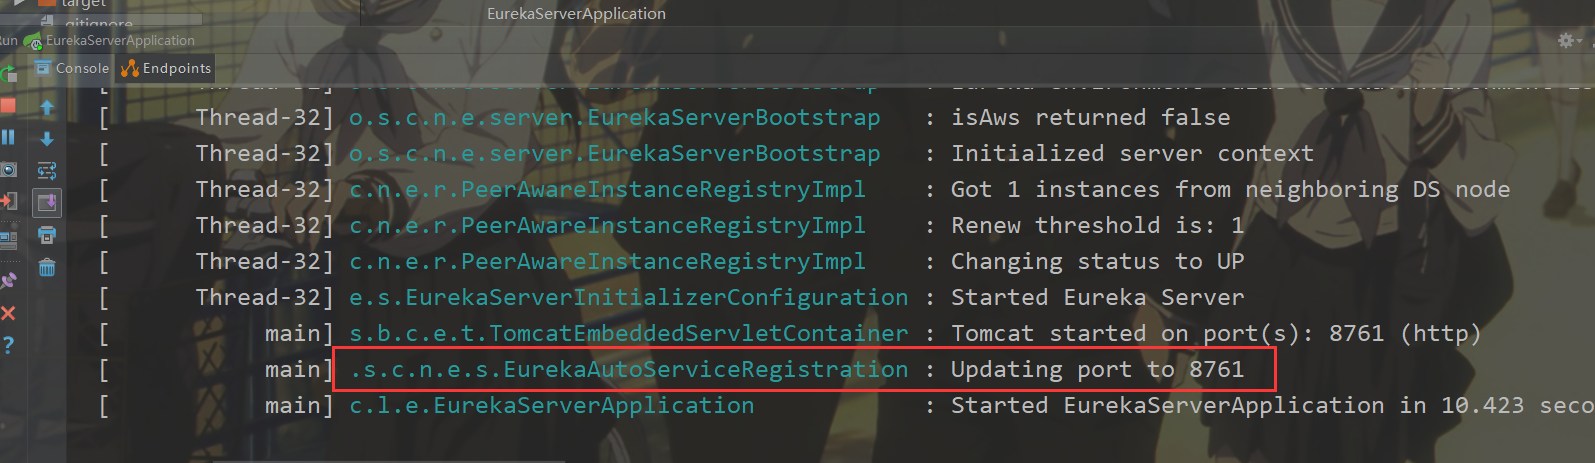 target
.gitignore
EurekaServerApplication
Run EurekaServerApplication
Console Endpoints
[ Thread-32] o.s.c.n.e.server.EurekaServerBootstrap : isAws returned false
[ Thread-32] o.s.c.n.e.server.EurekaServerBootstrap : Initialized server context
[ Thread-32] c.n.e.r.PeerAwareInstanceRegistryImpl : Got 1 instances from neighboring DS node
[ Thread-32] c.n.e.r.PeerAwareInstanceRegistryImpl : Renew threshold is: 1
[ Thread-32] c.n.e.r.PeerAwareInstanceRegistryImpl : Changing status to UP
[ Thread-32] e.s.EurekaServerInitializerConfiguration : Started Eureka Server
[ main] s.b.c.e.t.TomcatEmbeddedServletContainer : Tomcat started on port(s): 8761 (http)
[ main] .s.c.n.e.s.EurekaAutoServiceRegistration : Updating port to 8761
[ main] c.l.e.EurekaServerApplication : Started EurekaServerApplication in 10.423 seco